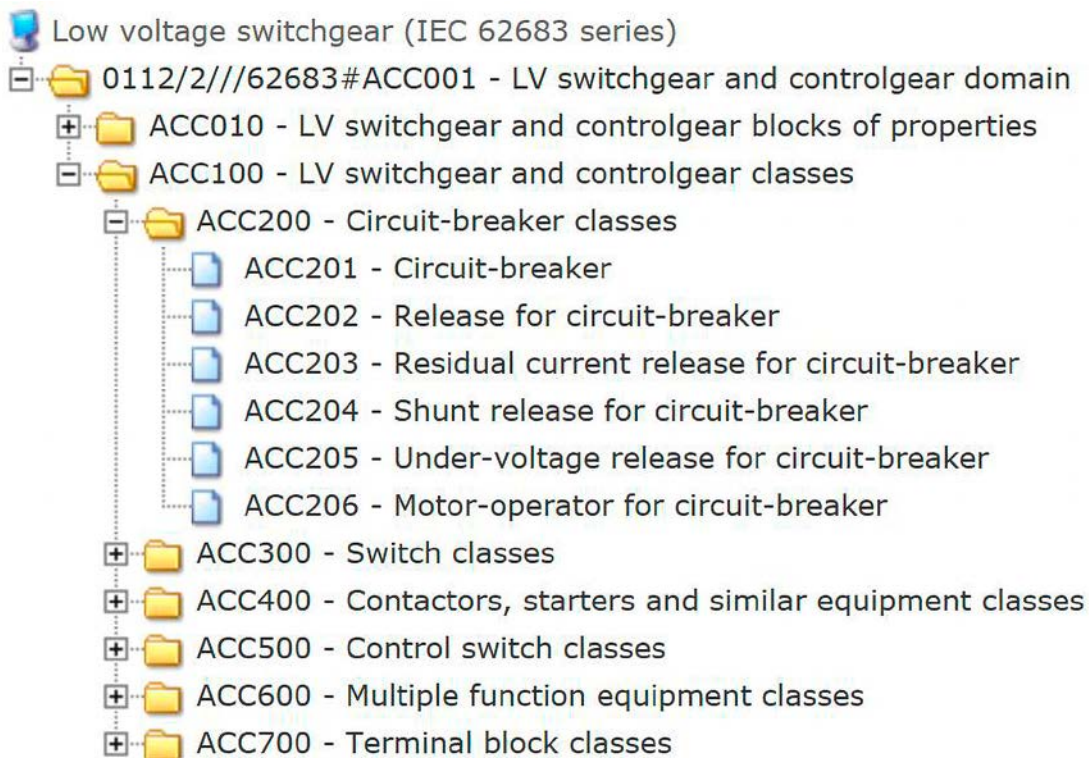 Low voltage switchgear (IEC 62683 series)
0112/2///62683#ACC001 - LV switchgear and controlgear domain
ACC010 - LV switchgear and controlgear blocks of properties
ACC100 - LV switchgear and controlgear classes
ACC200 - Circuit-breaker classes
ACC201 - Circuit-breaker
ACC202 - Release for circuit-breaker
ACC203 - Residual current release for circuit-breaker
ACC204 - Shunt release for circuit-breaker
ACC205 - Under-voltage release for circuit-breaker
ACC206 - Motor-operator for circuit-breaker
ACC300 - Switch classes
ACC400 - Contactors, starters and similar equipment classes
ACC500 - Control switch classes
ACC600 - Multiple function equipment classes
ACC700 - Terminal block classes